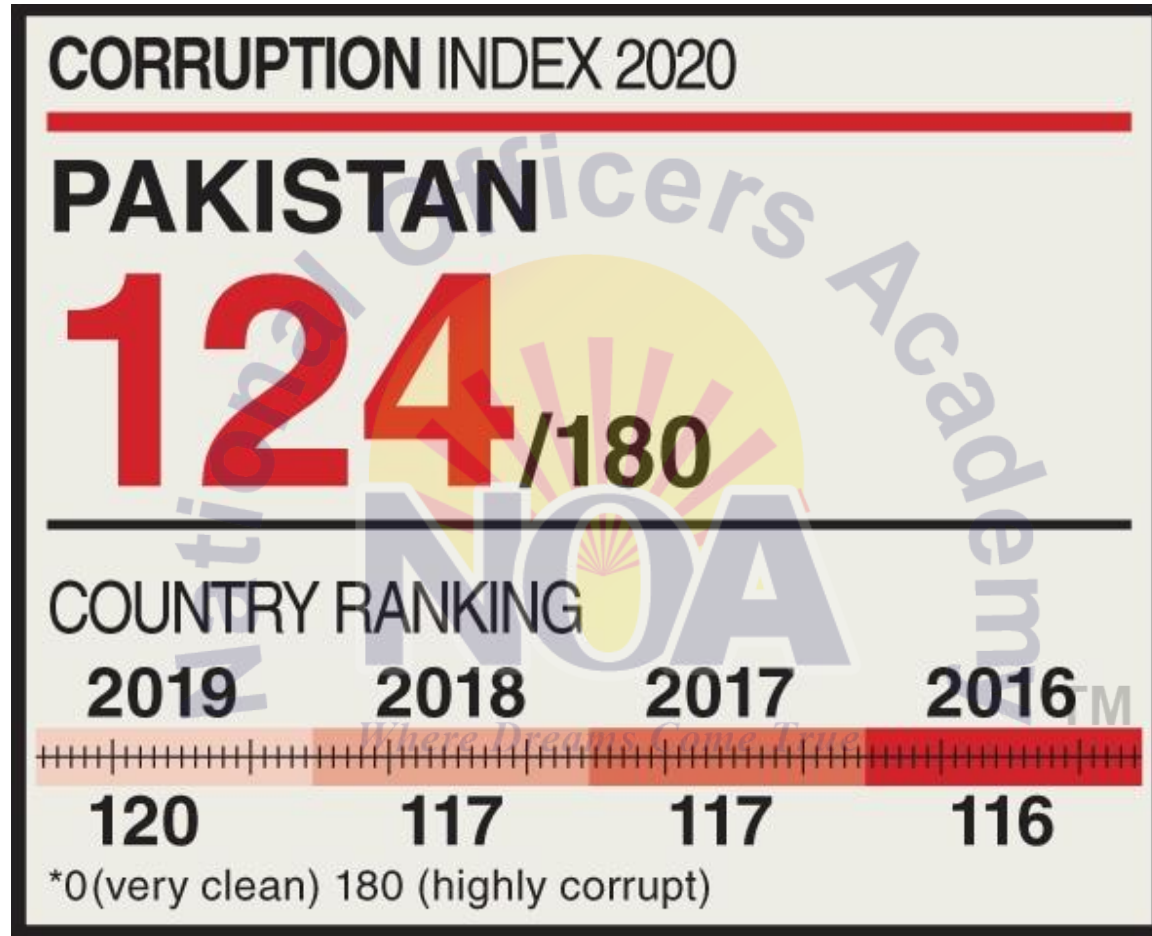 CORRUPTION INDEX 2020
PAKISTAN
124/180
COUNTRY RANKING
2019 2018 2017 2016
120 117 117 116
*0(very clean) 180 (highly corrupt)
National Officers Academy
NOA
TM
Where Dreams Come True